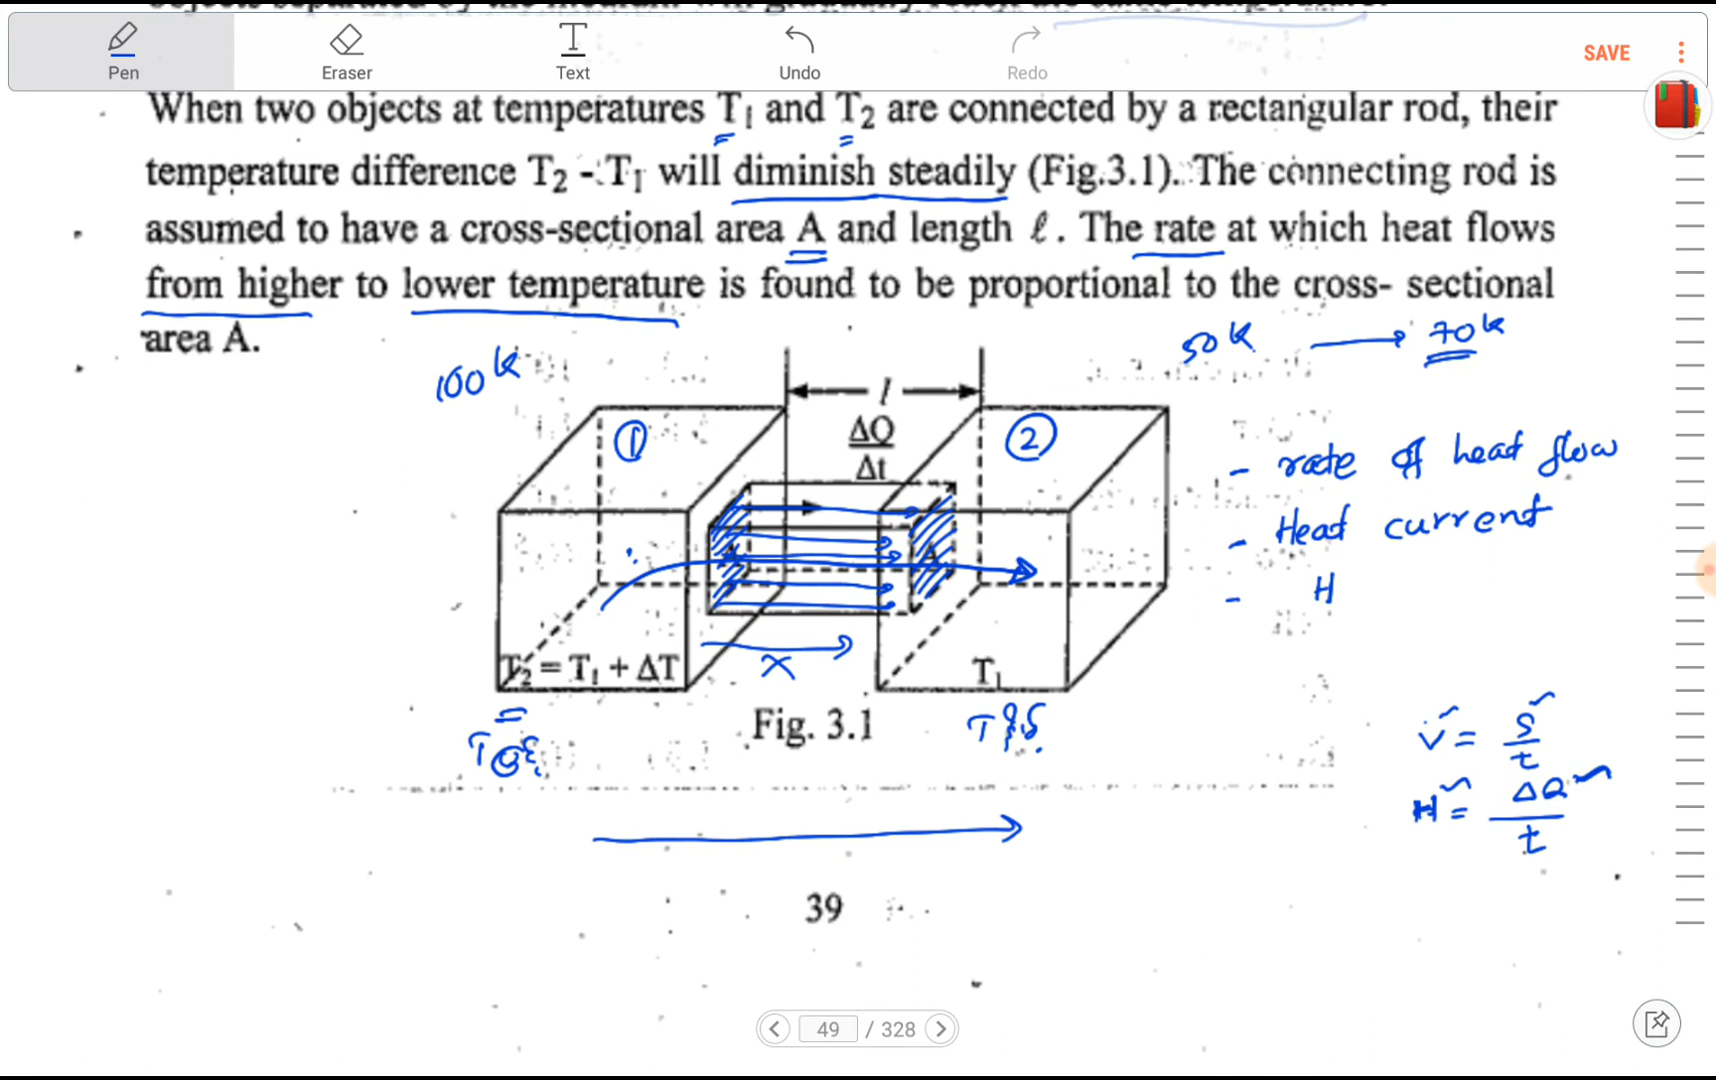 Pen
Eraser
Text
Undo
Redo
SAVE
When two objects at temperatures T₁ and T₂ are connected by a rectangular rod, their
temperature difference T₂ - T₁ will diminish steadily (Fig.3.1). The connecting rod is
assumed to have a cross-sectional area A and length ℓ. The rate at which heat flows
from higher to lower temperature is found to be proportional to the cross- sectional
area A.
100 K
50 K → 70 K
l
ΔQ
Δt
①
②
A
A
- rate of heat flow
- Heat current
- H
T₂ = T₁ + ΔT
x
T₁
Fig. 3.1
v = s/t
H = ΔQ/t
39
49 / 328